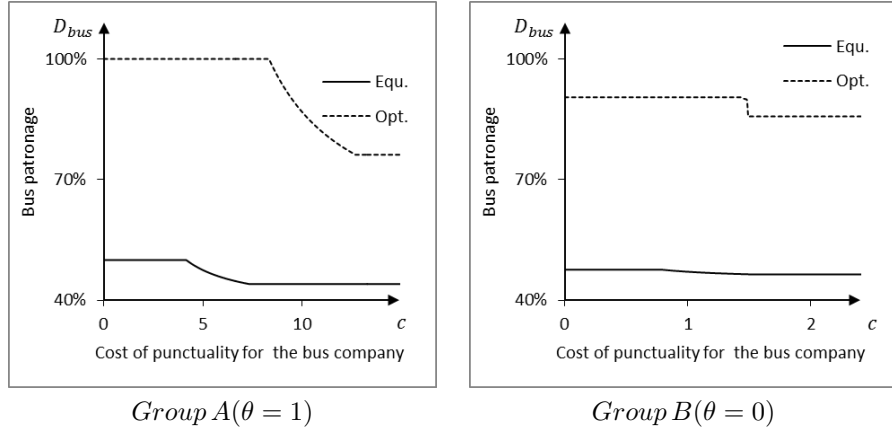 D_bus
100%
70%
40%
Bus patronage
Equ.
Opt.
0 5 10 c
Cost of punctuality for the bus company
Group A(θ = 1)
D_bus
100%
70%
40%
Bus patronage
Equ.
Opt.
0 1 2 c
Cost of punctuality for the bus company
Group B(θ = 0)